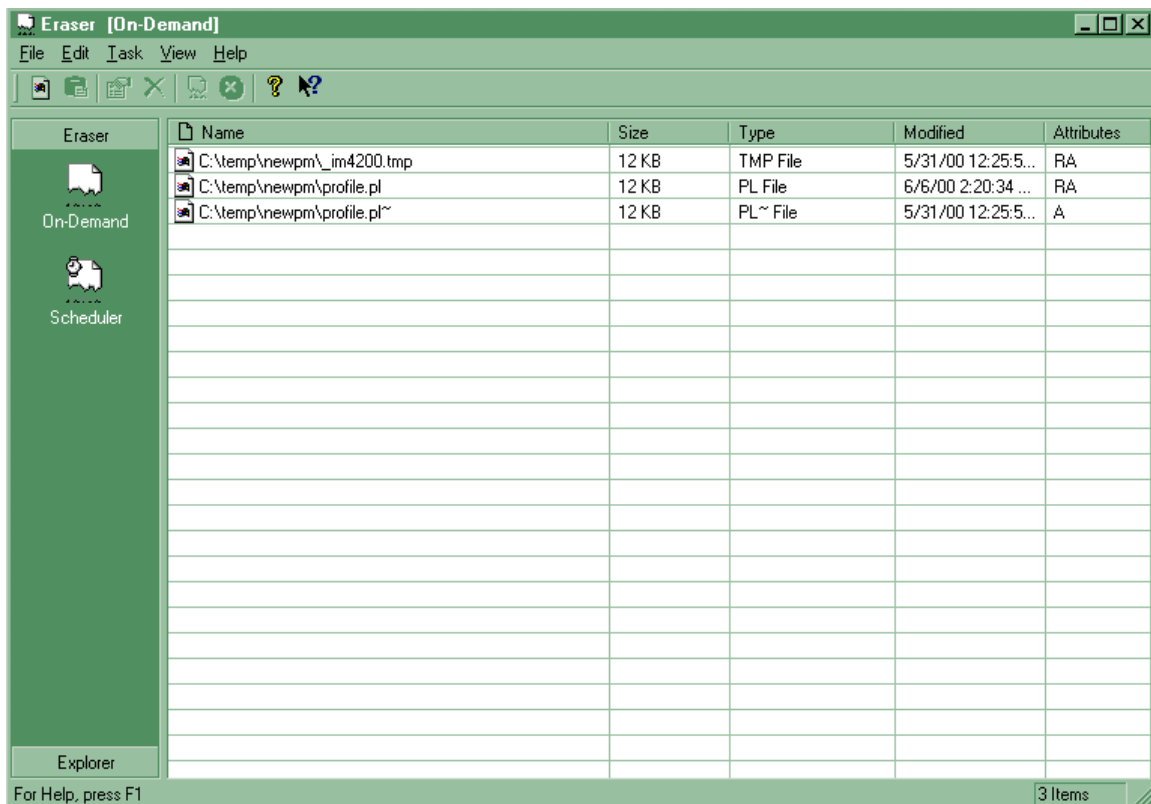 Eraser [On-Demand]
File Edit Task View Help
Eraser
Name Size Type Modified Attributes
C:\temp\newpm\_im4200.tmp 12 KB TMP File 5/31/00 12:25:5... RA
C:\temp\newpm\profile.pl 12 KB PL File 6/6/00 2:20:34 ... RA
C:\temp\newpm\profile.pl~ 12 KB PL~ File 5/31/00 12:25:5... A
On-Demand
Scheduler
Explorer
For Help, press F1 3 Items